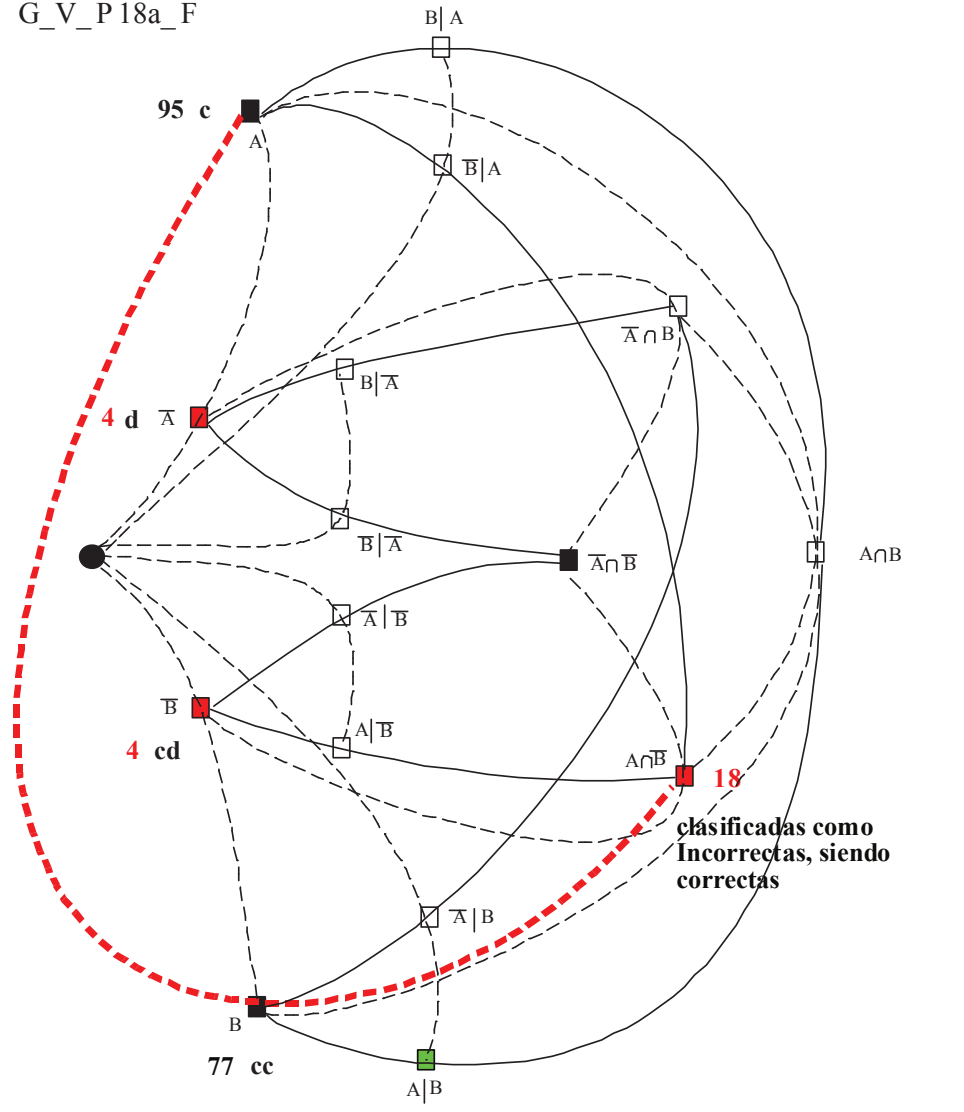 G_V_P 18a_F
B|A
95 c
A
B̅|A
A̅∩B
B|A̅
4 d A̅
B̅|A̅
A̅∩B̅
A∩B
A̅|B̅
B̅
A|B̅
4 cd
A∩B̅
18
clasificadas como
Incorrectas, siendo
correctas
A̅|B
B
77 cc
A|B